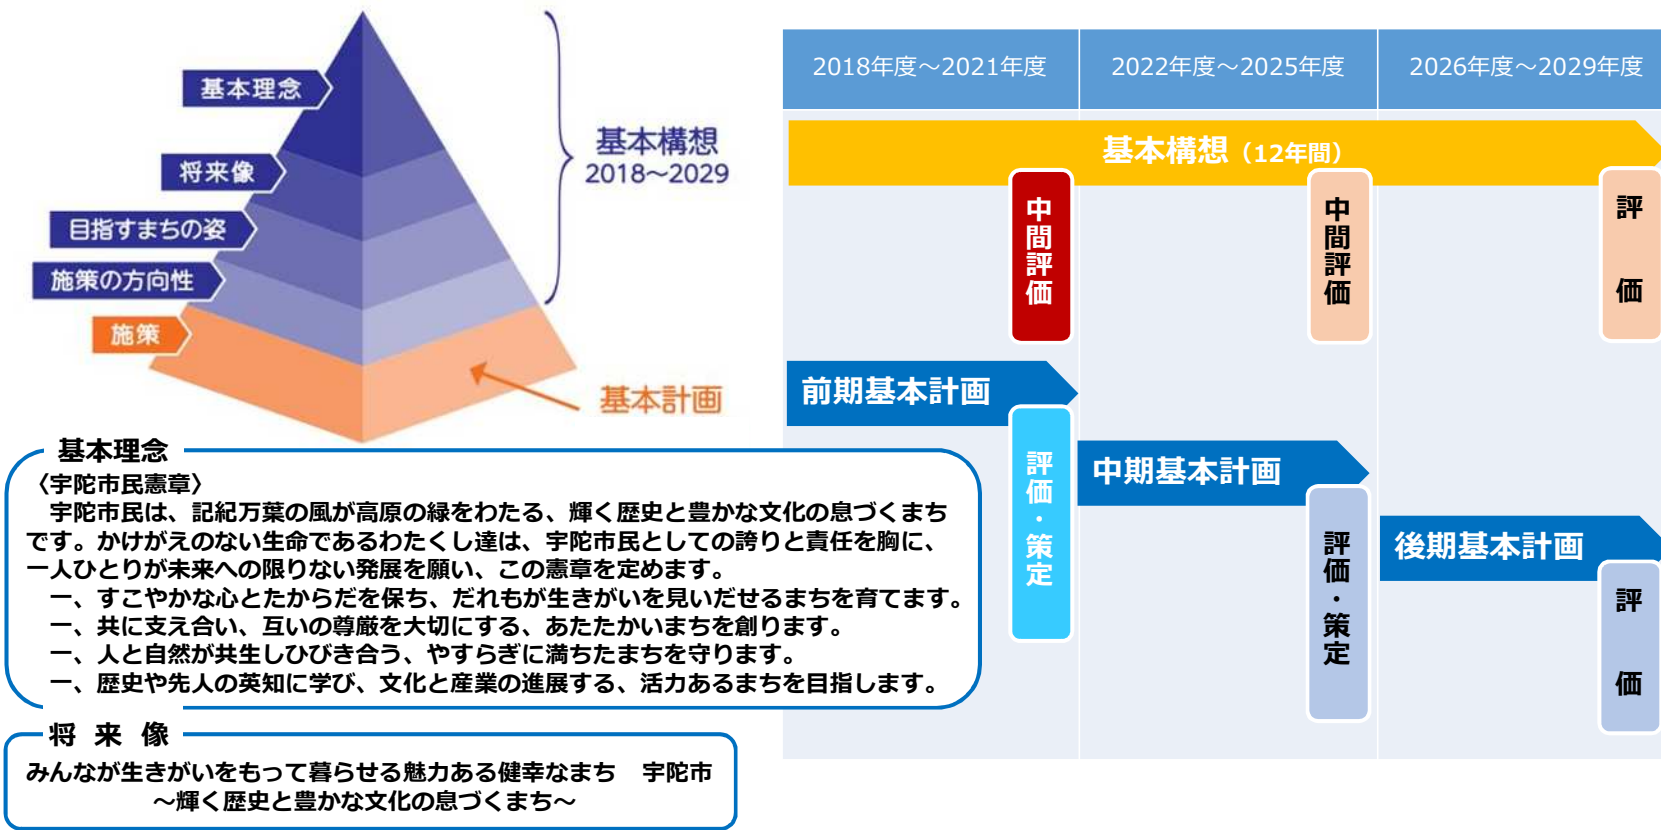 基本理念
将来像
目指すまちの姿
施策の方向性
施策
基本構想
2018～2029
基本計画
基本理念
〈宇陀市民憲章〉
宇陀市民は、記紀万葉の風が高原の緑をわたる、輝く歴史と豊かな文化の息づくまち
です。かけがえのない生命であるわたくし達は、宇陀市民としての誇りと責任を胸に、
一人ひとりが未来への限りない発展を願い、この憲章を定めます。
一、すこやかな心とたからだを保ち、だれもが生きがいを見いだせるまちを育てます。
一、共に支え合い、互いの尊厳を大切にする、あたたかいまちを創ります。
一、人と自然が共生しひびき合う、やすらぎに満ちたまちを守ります。
一、歴史や先人の英知に学び、文化と産業の進展する、活力あるまちを目指します。
将 来 像
みんなが生きがいをもって暮らせる魅力ある健幸なまち　宇陀市
～輝く歴史と豊かな文化の息づくまち～
2018年度～2021年度
2022年度～2025年度
2026年度～2029年度
基本構想（12年間）
中間評価
中間評価
評価
前期基本計画
評価・策定
中期基本計画
評価・策定
後期基本計画
評価